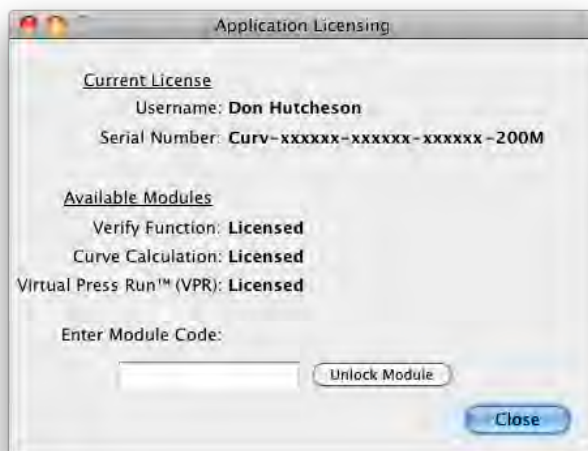 Application Licensing
Current License
Username: Don Hutcheson
Serial Number: Curv-xxxxxx-xxxxxx-xxxxxx-200M
Available Modules
Verify Function: Licensed
Curve Calculation: Licensed
Virtual Press Run™ (VPR): Licensed
Enter Module Code:
Unlock Module
Close